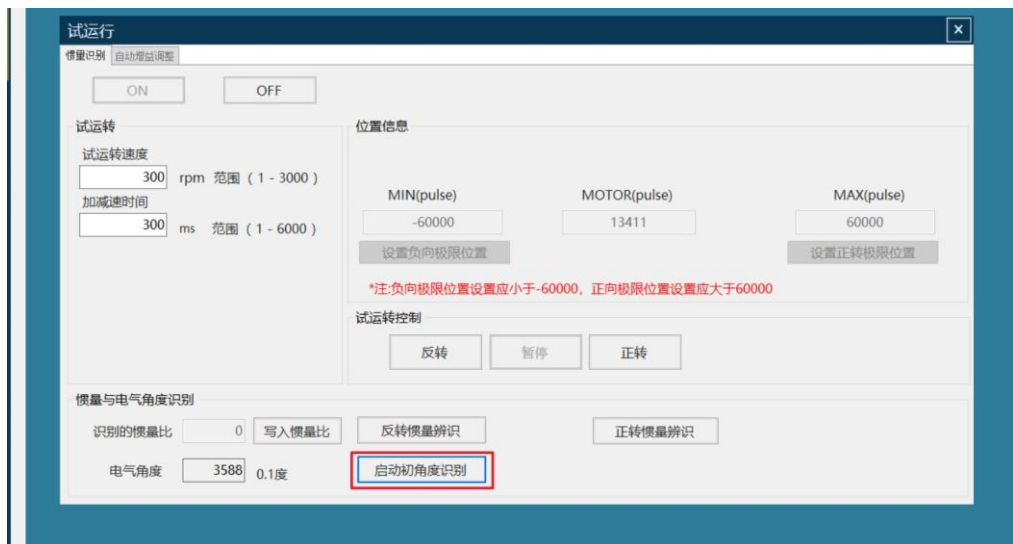 试运行
惯量识别 自动增益调整
ON OFF
试运转
试运转速度
300 rpm 范围 ( 1 - 3000 )
加减速时间
300 ms 范围 ( 1 - 6000 )
位置信息
MIN(pulse) MOTOR(pulse) MAX(pulse)
-60000 13411 60000
设置负向极限位置 设置正转极限位置
*注:负向极限位置设置应小于-60000，正向极限位置设置应大于60000
试运转控制
反转 暂停 正转
惯量与电气角度识别
识别的惯量比 0 写入惯量比 反转惯量辨识 正转惯量辨识
电气角度 3588 0.1度 启动初角度识别